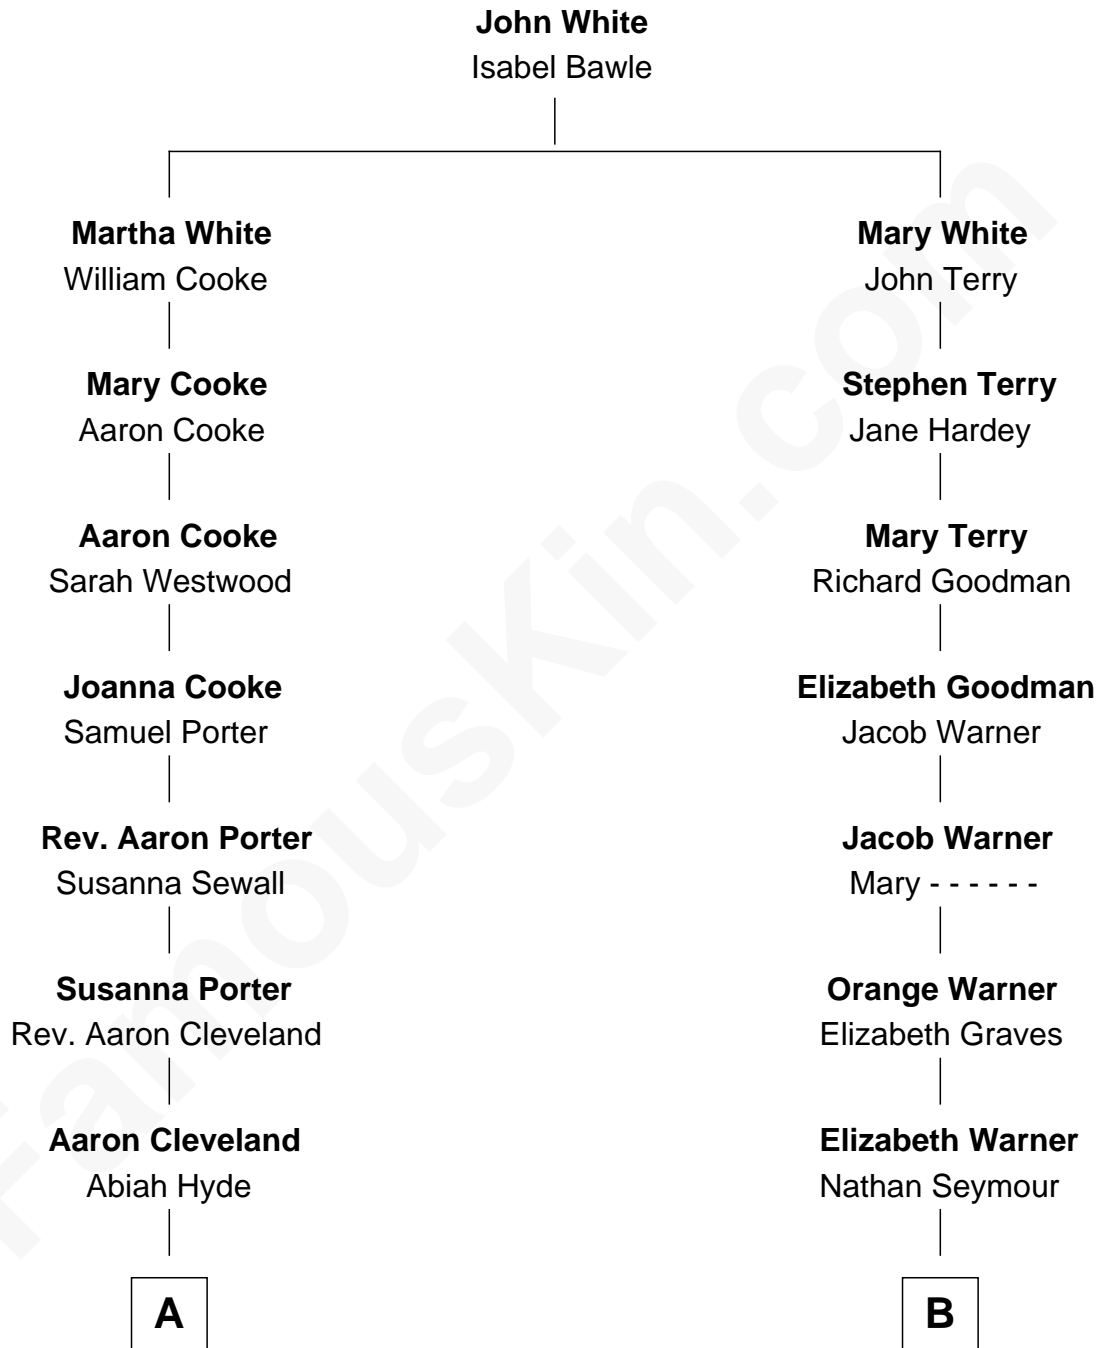 John White
Isabel Bawle
Martha White
William Cooke
Mary White
John Terry
Mary Cooke
Aaron Cooke
Stephen Terry
Jane Hardey
Aaron Cooke
Sarah Westwood
Mary Terry
Richard Goodman
Joanna Cooke
Samuel Porter
Elizabeth Goodman
Jacob Warner
Rev. Aaron Porter
Susanna Sewall
Jacob Warner
Mary - - - - - -
Susanna Porter
Rev. Aaron Cleveland
Orange Warner
Elizabeth Graves
Aaron Cleveland
Abiah Hyde
Elizabeth Warner
Nathan Seymour
A
B
FamousKin.com